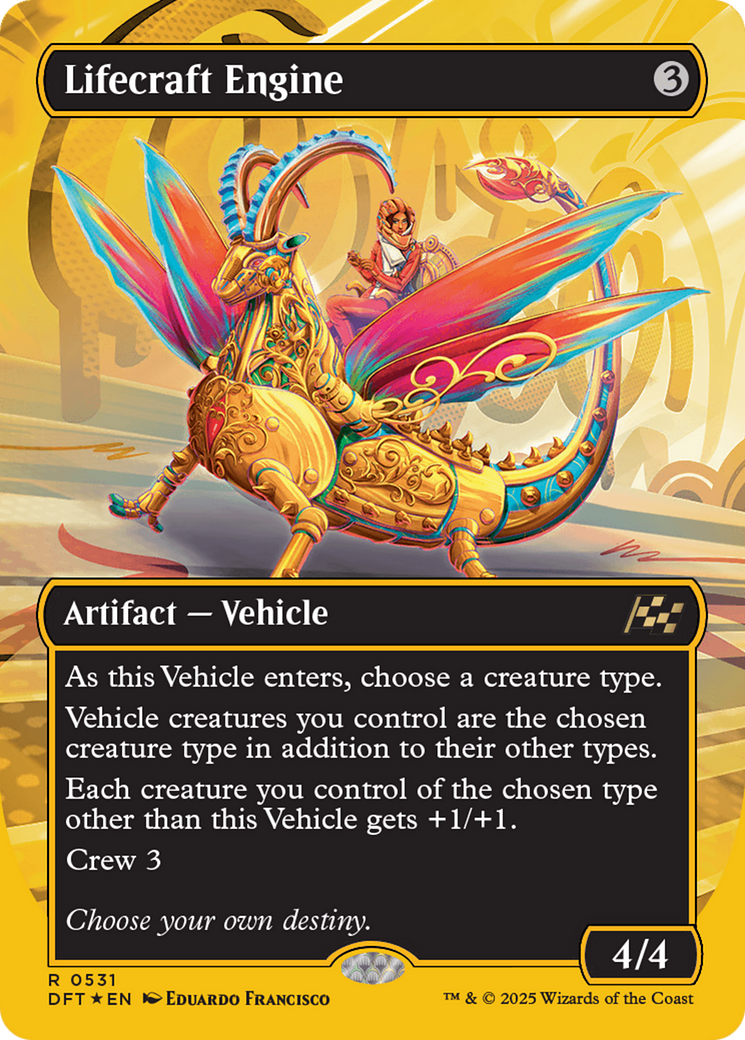 Lifecraft Engine 3
Artifact — Vehicle
As this Vehicle enters, choose a creature type.
Vehicle creatures you control are the chosen
creature type in addition to their other types.
Each creature you control of the chosen type
other than this Vehicle gets +1/+1.
Crew 3
Choose your own destiny.
4/4
R 0531
DFT★EN Eduardo Francisco
™ & © 2025 Wizards of the Coast